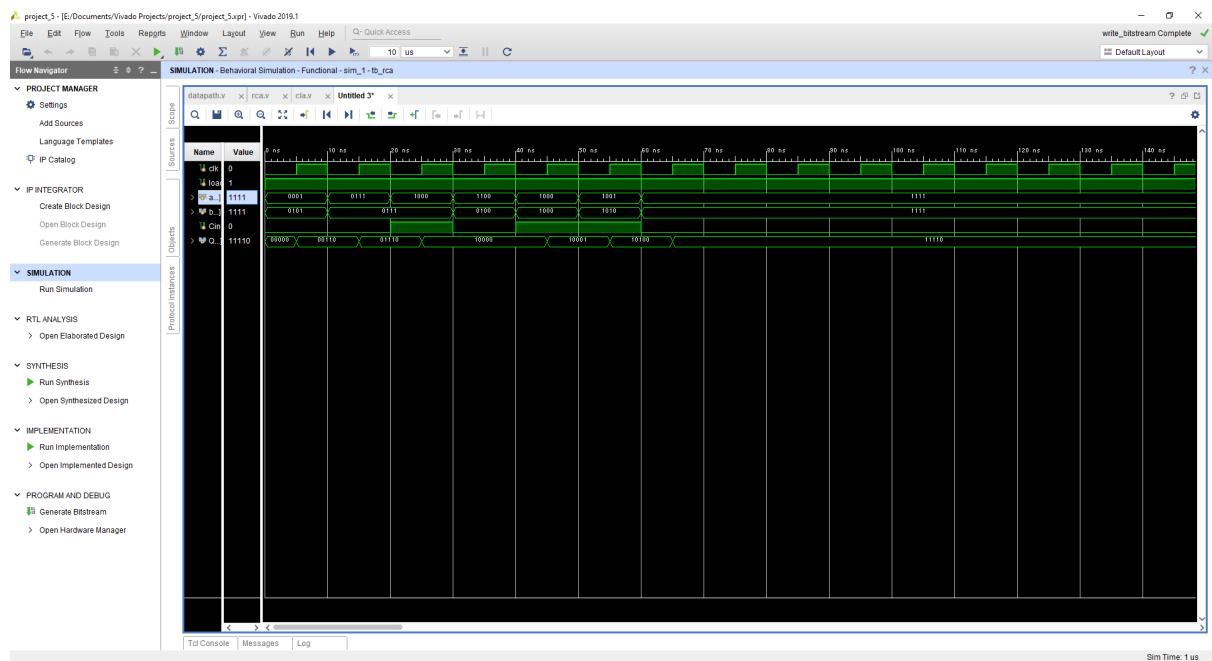 project_5 - [E:/Documents/Vivado Projects/project_5/project_5.xpr] - Vivado 2019.1
File Edit Flow Tools Reports Window Layout View Run Help Q- Quick Access write_bitstream Complete
10 us Default Layout
Flow Navigator ? SIMULATION - Behavioral Simulation - Functional - sim_1 - tb_rca ?
PROJECT MANAGER
Settings
Add Sources
Language Templates
IP Catalog
IP INTEGRATOR
Create Block Design
Open Block Design
Generate Block Design
SIMULATION
Run Simulation
RTL ANALYSIS
Open Elaborated Design
SYNTHESIS
Run Synthesis
Open Synthesized Design
IMPLEMENTATION
Run Implementation
Open Implemented Design
PROGRAM AND DEBUG
Generate Bitstream
Open Hardware Manager
Scope
Sources
Objects
Protocol Instances
datapath.v rca.v cla.v Untitled 3* ?
Name Value 0 ns 10 ns 20 ns 30 ns 40 ns 50 ns 60 ns 70 ns 80 ns 90 ns 100 ns 110 ns 120 ns 130 ns 140 ns
clk 0
load 1
a...] 1111 0001 0111 1000 1100 1000 1001 1111
b...] 1111 0101 0111 0100 1000 1010 1111
Cin 0
Q...] 11110 00000 00110 01110 10000 10001 10100 11110
Tcl Console Messages Log
Sim Time: 1 us